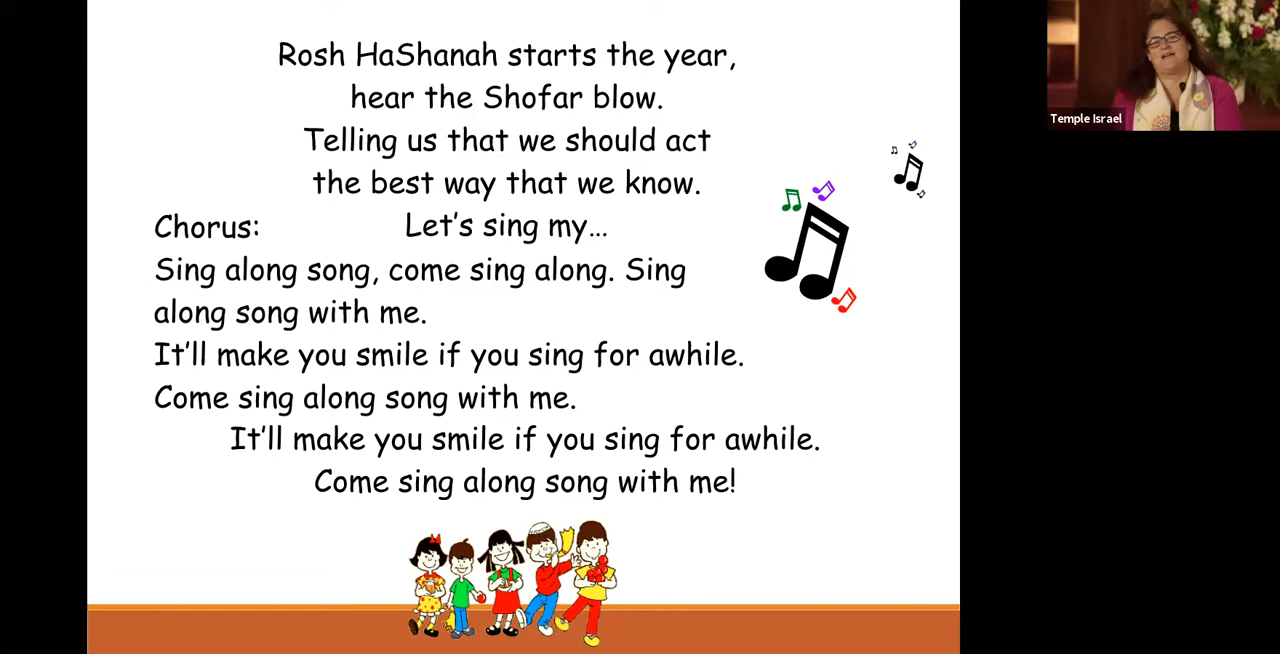 Rosh HaShanah starts the year,
hear the Shofar blow.
Telling us that we should act
the best way that we know.
Chorus: Let's sing my...
Sing along song, come sing along. Sing
along song with me.
It'll make you smile if you sing for awhile.
Come sing along song with me.
It'll make you smile if you sing for awhile.
Come sing along song with me!
Temple Israel